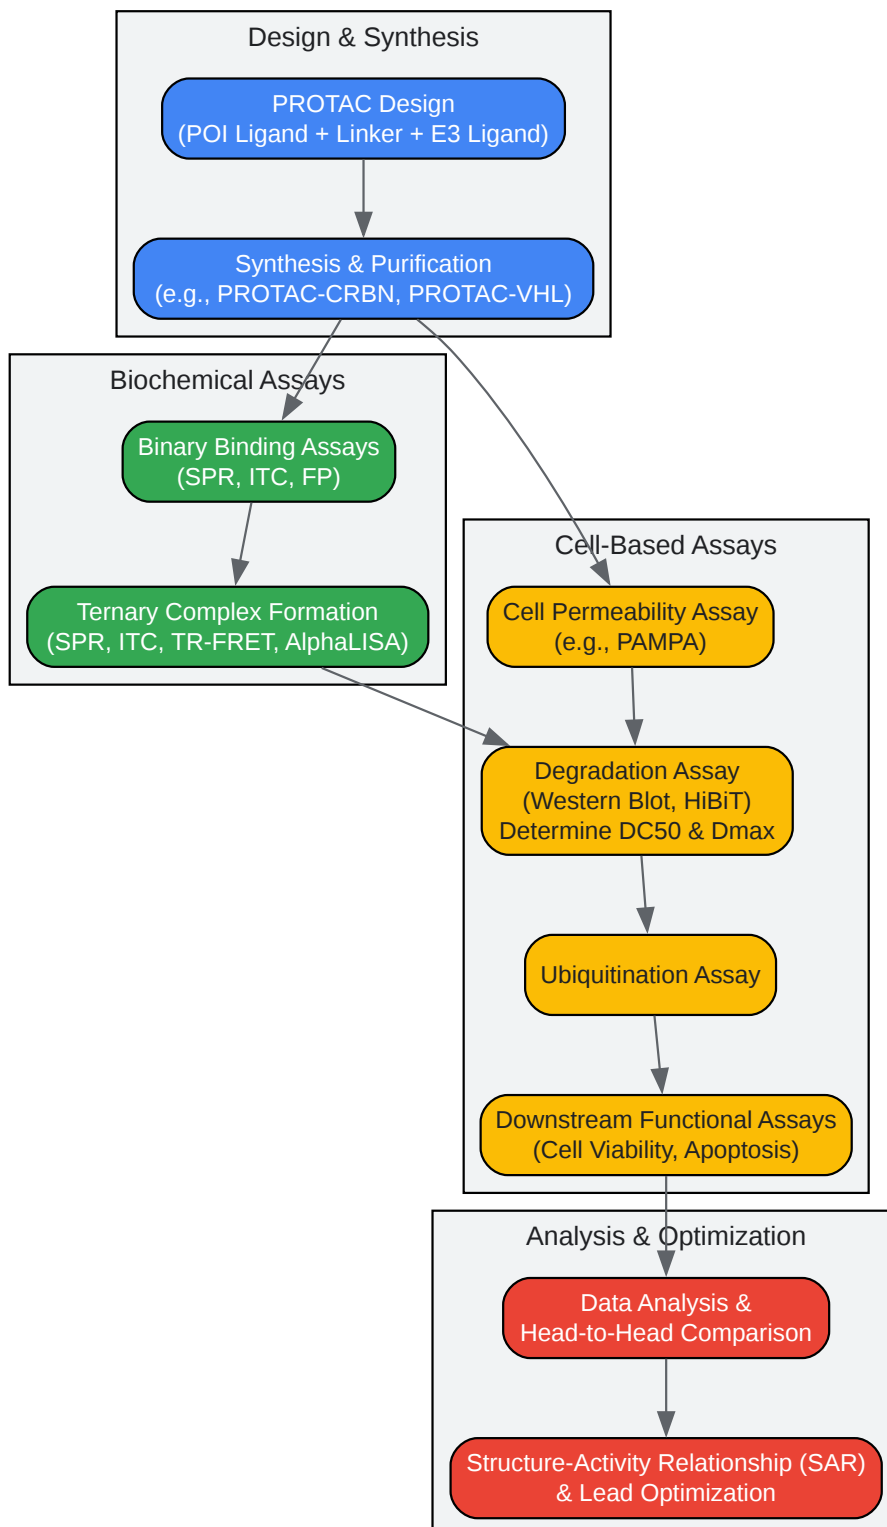 Design & Synthesis
PROTAC Design
(POI Ligand + Linker + E3 Ligand)
Synthesis & Purification
(e.g., PROTAC-CRBN, PROTAC-VHL)
Biochemical Assays
Binary Binding Assays
(SPR, ITC, FP)
Ternary Complex Formation
(SPR, ITC, TR-FRET, AlphaLISA)
Cell-Based Assays
Cell Permeability Assay
(e.g., PAMPA)
Degradation Assay
(Western Blot, HiBiT)
Determine DC50 & Dmax
Ubiquitination Assay
Downstream Functional Assays
(Cell Viability, Apoptosis)
Analysis & Optimization
Data Analysis &
Head-to-Head Comparison
Structure-Activity Relationship (SAR)
& Lead Optimization